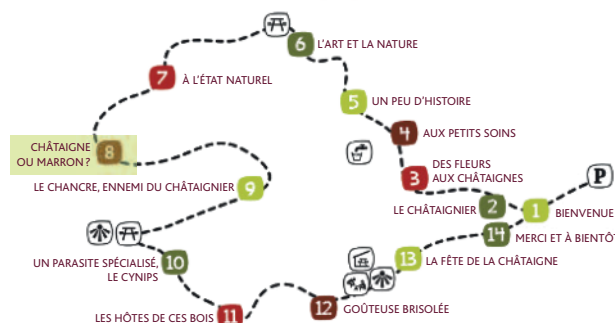 6 L'ART ET LA NATURE
7 À L'ÉTAT NATUREL
5 UN PEU D'HISTOIRE
4 AUX PETITS SOINS
CHÂTAIGNE
OU MARRON ? 8
3 DES FLEURS
AUX CHÂTAIGNES
P
LE CHANCRE, ENNEMI DU CHÂTAIGNIER 9
LE CHÂTAIGNIER 2
1 BIENVENUE
14 MERCI ET À BIENTÔT
UN PARASITE SPÉCIALISÉ,
LE CYNIPS 10
13 LA FÊTE DE LA CHÂTAIGNE
12 GOÛTEUSE BRISOLÉE
LES HÔTES DE CES BOIS 11